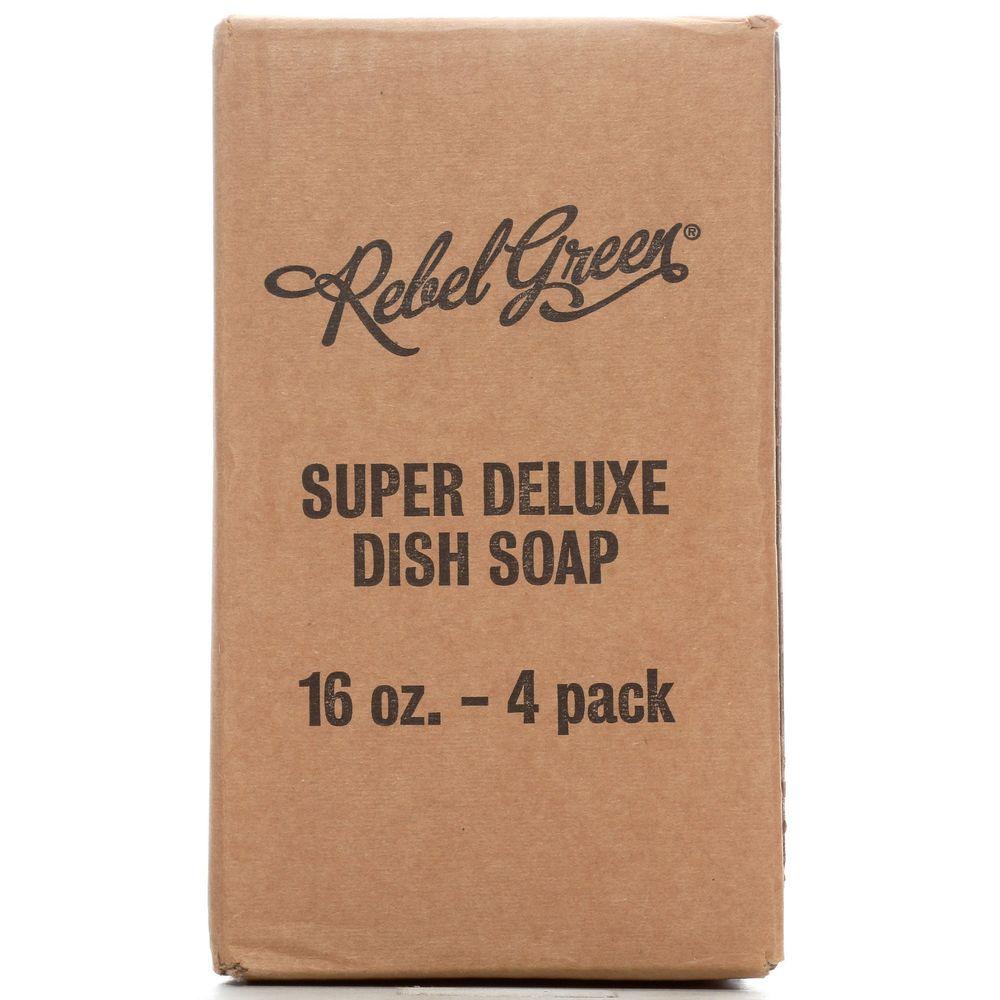 Rebel Green®
SUPER DELUXE
DISH SOAP
16 oz. – 4 pack